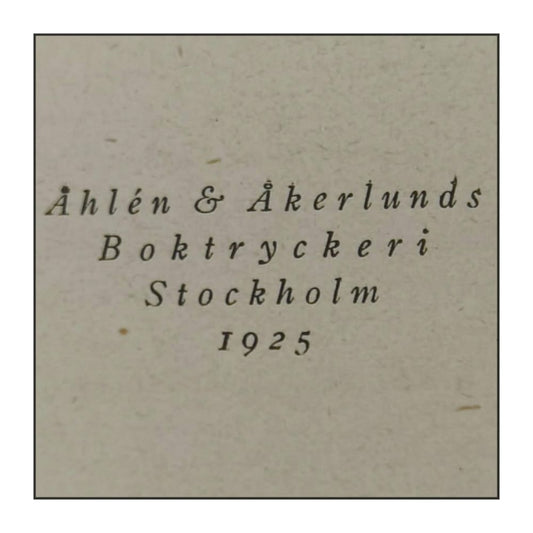 Åhlén & Åkerlunds
Boktryckeri
Stockholm
1925